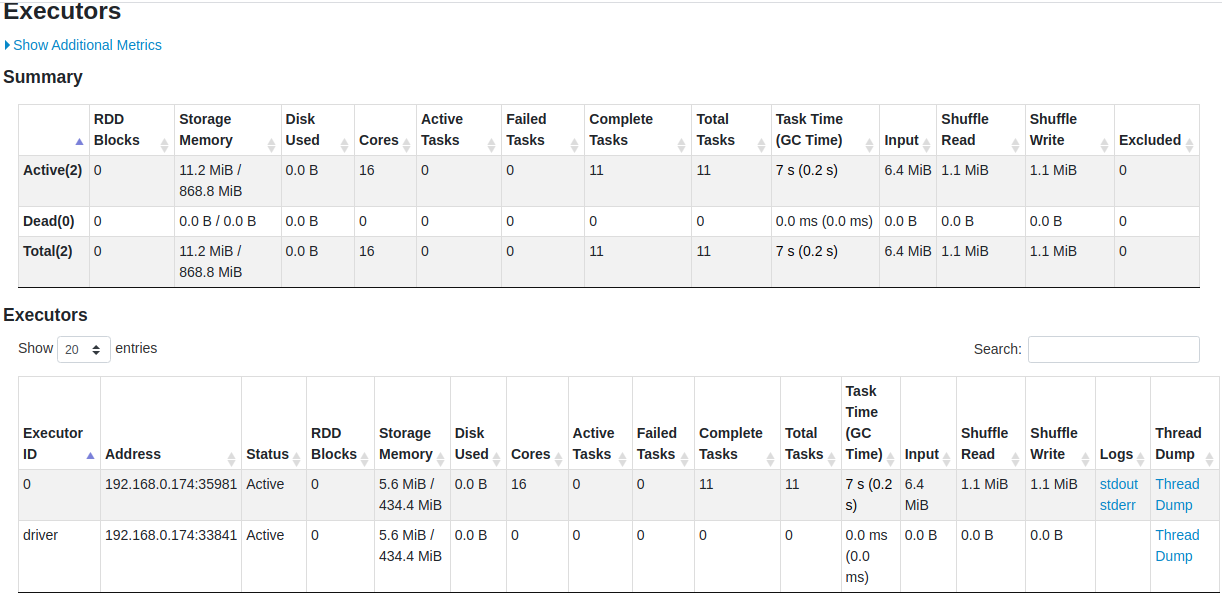 Executors
Show Additional Metrics
Summary
RDD Blocks Storage Memory Disk Used Cores Active Tasks Failed Tasks Complete Tasks Total Tasks Task Time (GC Time) Input Shuffle Read Shuffle Write Excluded
Active(2) 0 11.2 MiB / 868.8 MiB 0.0 B 16 0 0 11 11 7 s (0.2 s) 6.4 MiB 1.1 MiB 1.1 MiB 0
Dead(0) 0 0.0 B / 0.0 B 0.0 B 0 0 0 0 0 0.0 ms (0.0 ms) 0.0 B 0.0 B 0.0 B 0
Total(2) 0 11.2 MiB / 868.8 MiB 0.0 B 16 0 0 11 11 7 s (0.2 s) 6.4 MiB 1.1 MiB 1.1 MiB 0
Executors
Show 20 entries
Search:
Executor ID Address Status RDD Blocks Storage Memory Disk Used Cores Active Tasks Failed Tasks Complete Tasks Total Tasks Task Time (GC Time) Input Shuffle Read Shuffle Write Logs Thread Dump
0 192.168.0.174:35981 Active 0 5.6 MiB / 434.4 MiB 0.0 B 16 0 0 11 11 7 s (0.2 s) 6.4 MiB 1.1 MiB 1.1 MiB stdout stderr Thread Dump
driver 192.168.0.174:33841 Active 0 5.6 MiB / 434.4 MiB 0.0 B 0 0 0 0 0 0.0 ms (0.0 ms) 0.0 B 0.0 B 0.0 B Thread Dump